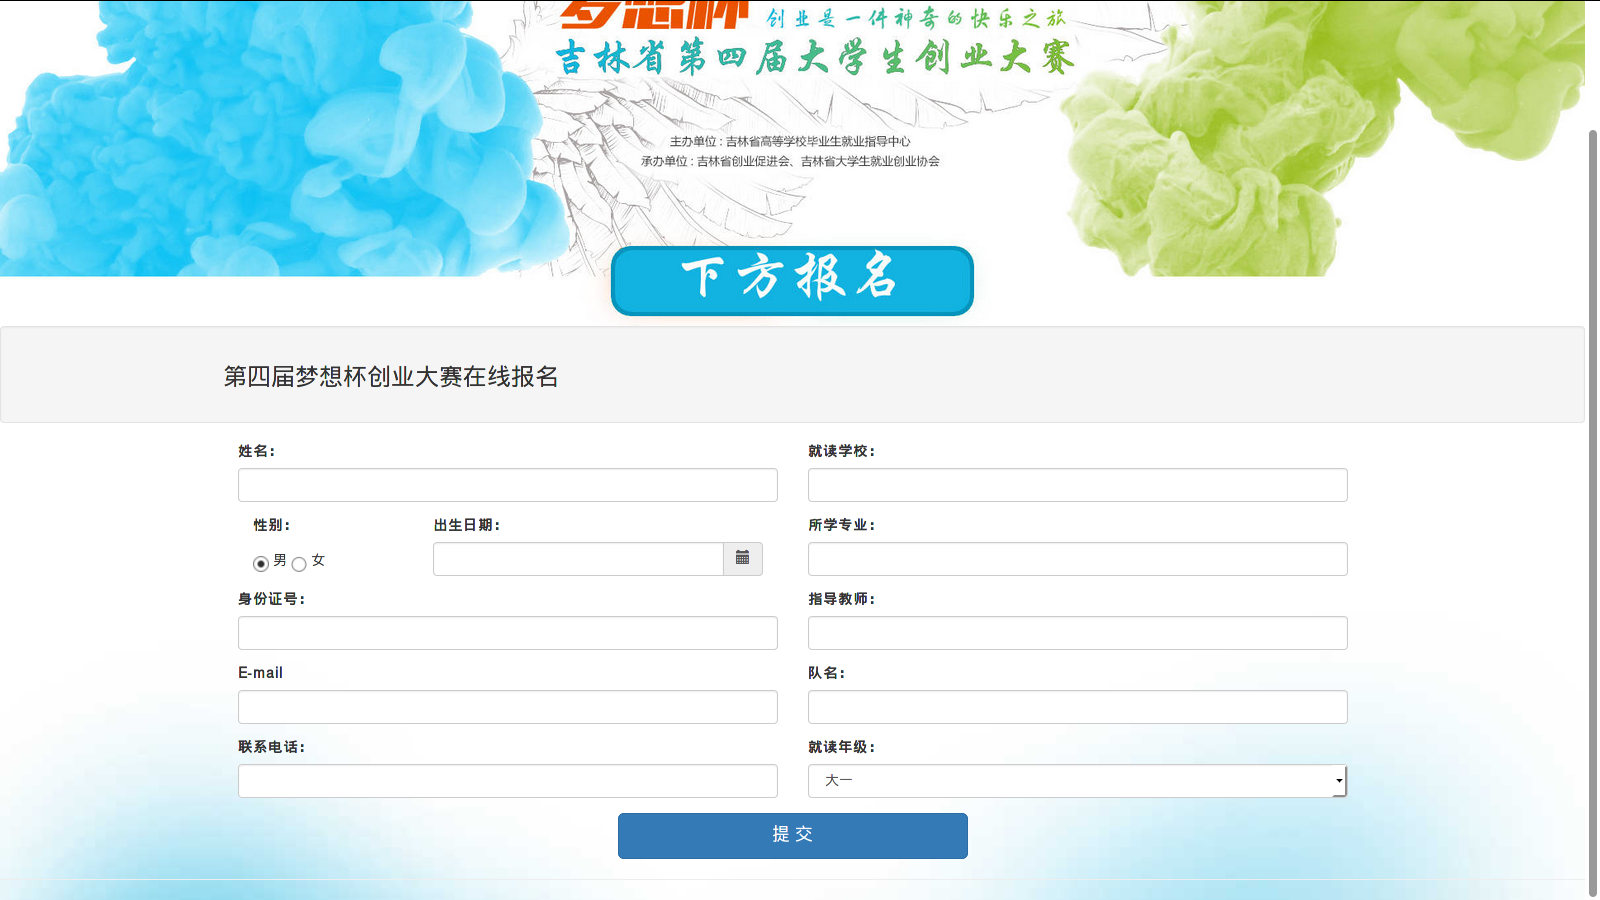 梦想杯 创业是一件神奇的快乐之旅
吉林省第四届大学生创业大赛
主办单位：吉林省高等学校毕业生就业指导中心
承办单位：吉林省创业促进会、吉林省大学生就业创业协会
下方报名
第四届梦想杯创业大赛在线报名
姓名：
就读学校：
性别：
出生日期：
所学专业：
男 女
身份证号：
指导教师：
E-mail
队名：
联系电话：
就读年级：
大一
提 交